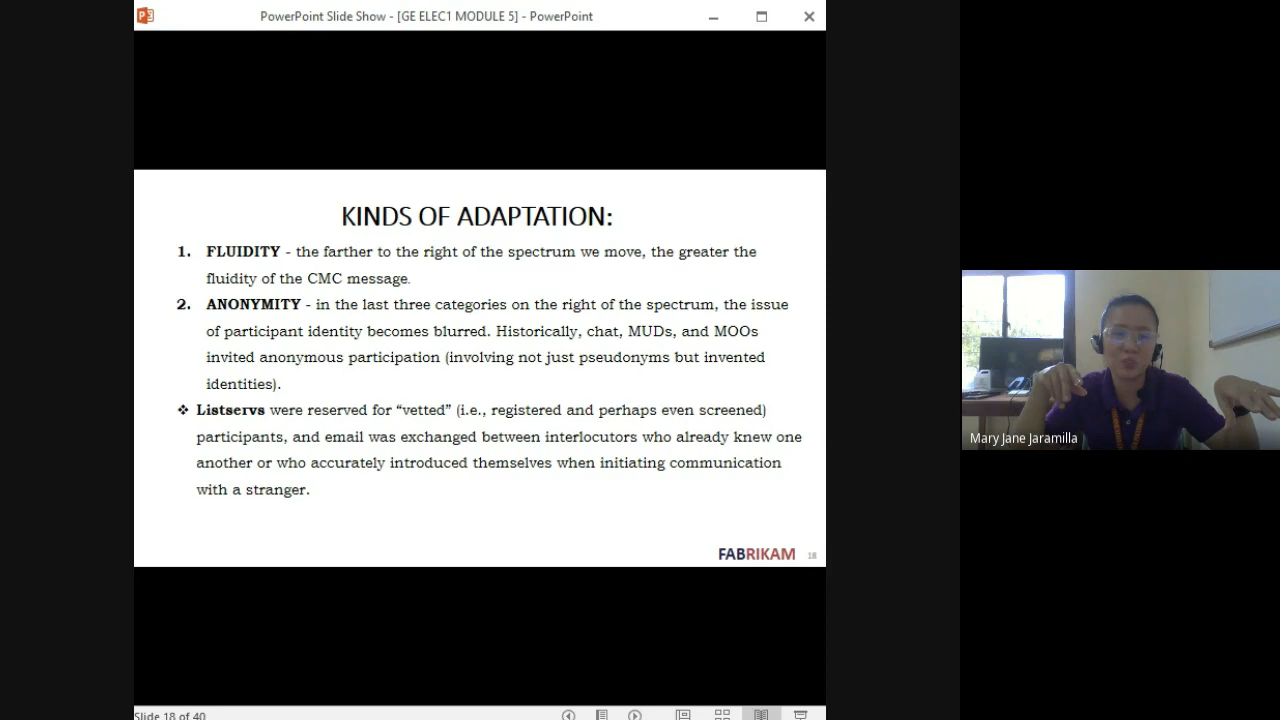 PowerPoint Slide Show - [GE ELEC1 MODULE 5] - PowerPoint
KINDS OF ADAPTATION:
1. FLUIDITY - the farther to the right of the spectrum we move, the greater the
fluidity of the CMC message.
2. ANONYMITY - in the last three categories on the right of the spectrum, the issue
of participant identity becomes blurred. Historically, chat, MUDs, and MOOs
invited anonymous participation (involving not just pseudonyms but invented
identities).
❖ Listservs were reserved for “vetted” (i.e., registered and perhaps even screened)
participants, and email was exchanged between interlocutors who already knew one
another or who accurately introduced themselves when initiating communication
with a stranger.
FABRIKAM 18
Slide 18 of 40
Mary Jane Jaramilla